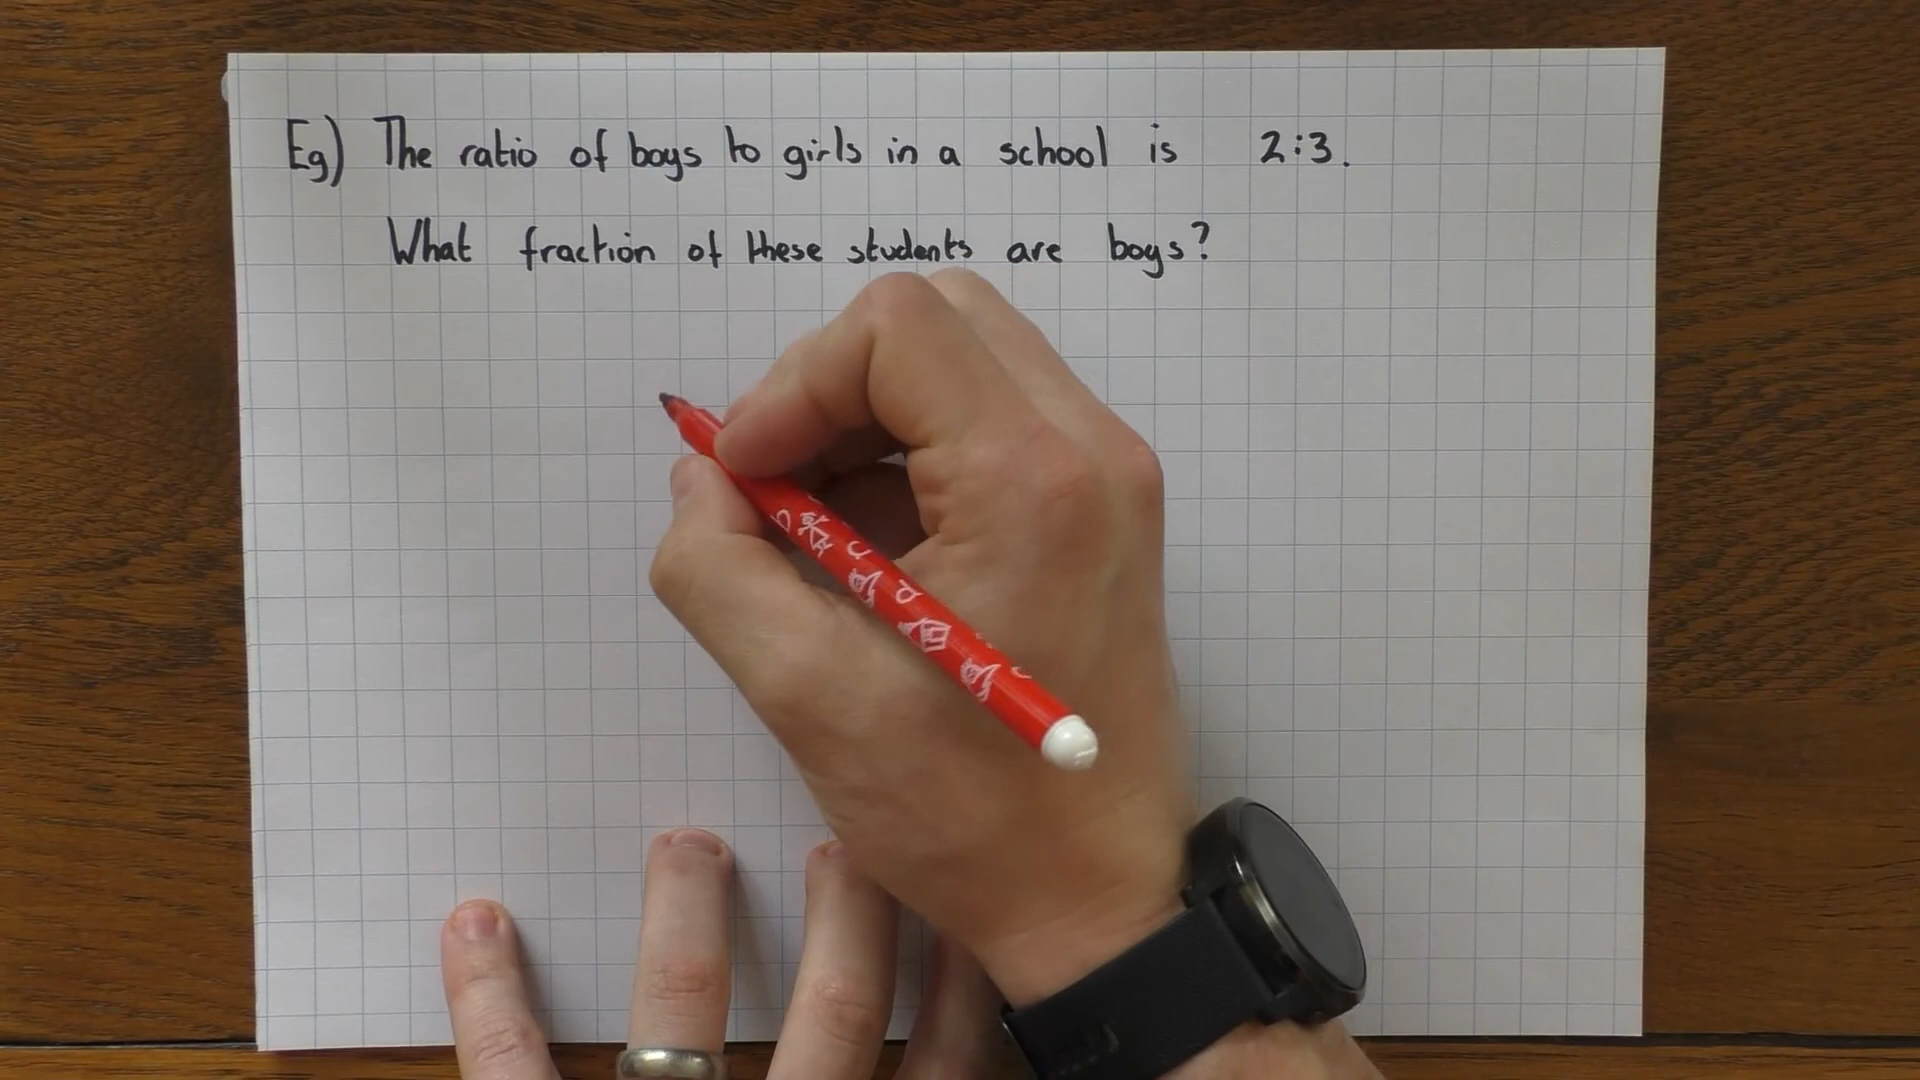 Eg) The ratio of boys to girls in a school is 2:3.
What fraction of these students are boys?